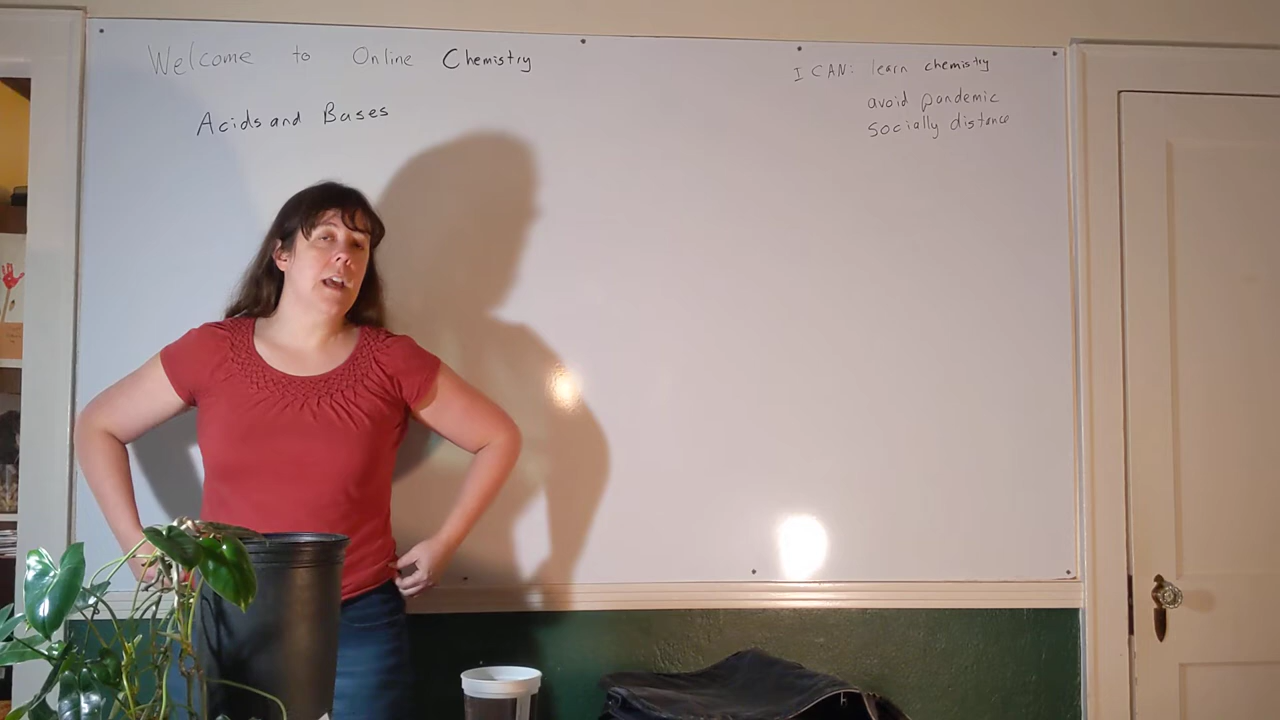 Welcome to Online Chemistry
Acids and Bases
I CAN: learn chemistry
avoid pandemic
socially distance